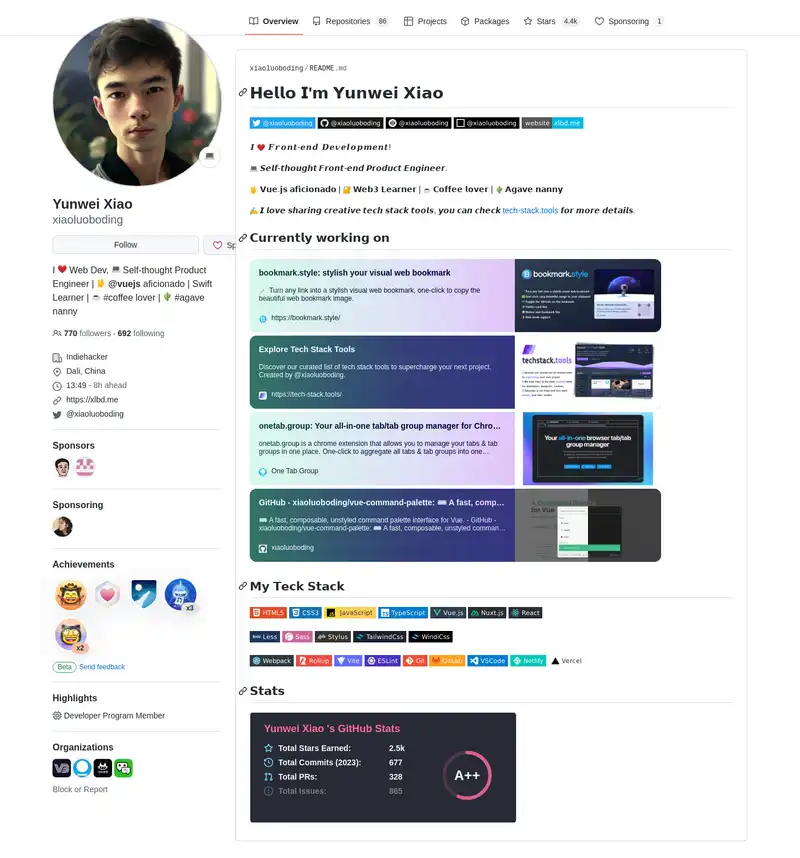 Overview
Repositories 86
Projects
Packages
Stars 4.4k
Sponsoring 1
Yunwei Xiao
xiaoluoboding
Follow
Sp
I ❤️ Web Dev, 💻 Self-thought Product
Engineer | 🖖 @vuejs aficionado | Swift
Learner | ☕ #coffee lover | 🌵 #agave
nanny
770 followers · 692 following
Indiehacker
Dali, China
13:49 - 8h ahead
https://xlbd.me
@xiaoluoboding
Sponsors
Sponsoring
Achievements
x3
x2
Beta Send feedback
Highlights
Developer Program Member
Organizations
Block or Report
xiaoluoboding/README.md
Hello I'm Yunwei Xiao
@xiaoluoboding @xiaoluoboding @xiaoluoboding @xiaoluoboding website xlbd.me
I ❤️ Front-end Development!
💻 Self-thought Front-end Product Engineer.
🖖 Vue.js aficionado | 🔐 Web3 Learner | ☕ Coffee lover | 🌵 Agave nanny
✍️ I love sharing creative tech stack tools, you can check tech-stack.tools for more details.
Currently working on
bookmark.style: stylish your visual web bookmark
🪄 Turn any link into a stylish visual web bookmark, one-click to copy the
beautiful web bookmark image.
https://bookmark.style/
bookmark.style
Explore Tech Stack Tools
Discover our curated list of tech stack tools to supercharge your next project.
Created by @xiaoluoboding.
https://tech-stack.tools/
techstack.tools
onetab.group: Your all-in-one tab/tab group manager for Chro…
onetab.group is a chrome extension that allows you to manage your tabs & tab
groups in one place. One-click to aggregate all tabs & tab groups into one…
One Tab Group
Your all-in-one browser tab/tab
group manager
GitHub - xiaoluoboding/vue-command-palette: ⌨️ A fast, comp…
⌨️ A fast, composable, unstyled command palette interface for Vue. - GitHub -
xiaoluoboding/vue-command-palette: ⌨️ A fast, composable, unstyled comman…
xiaoluoboding
for Vue
My Teck Stack
HTML5 CSS3 JavaScript TypeScript Vue.js Nuxt.js React
Less Sass Stylus TailwindCss WindiCss
Webpack Rollup Vite ESLint Git GitLab VSCode Netlify Vercel
Stats
Yunwei Xiao 's GitHub Stats
Total Stars Earned: 2.5k
Total Commits (2023): 677
Total PRs: 328
Total Issues: 865
A++